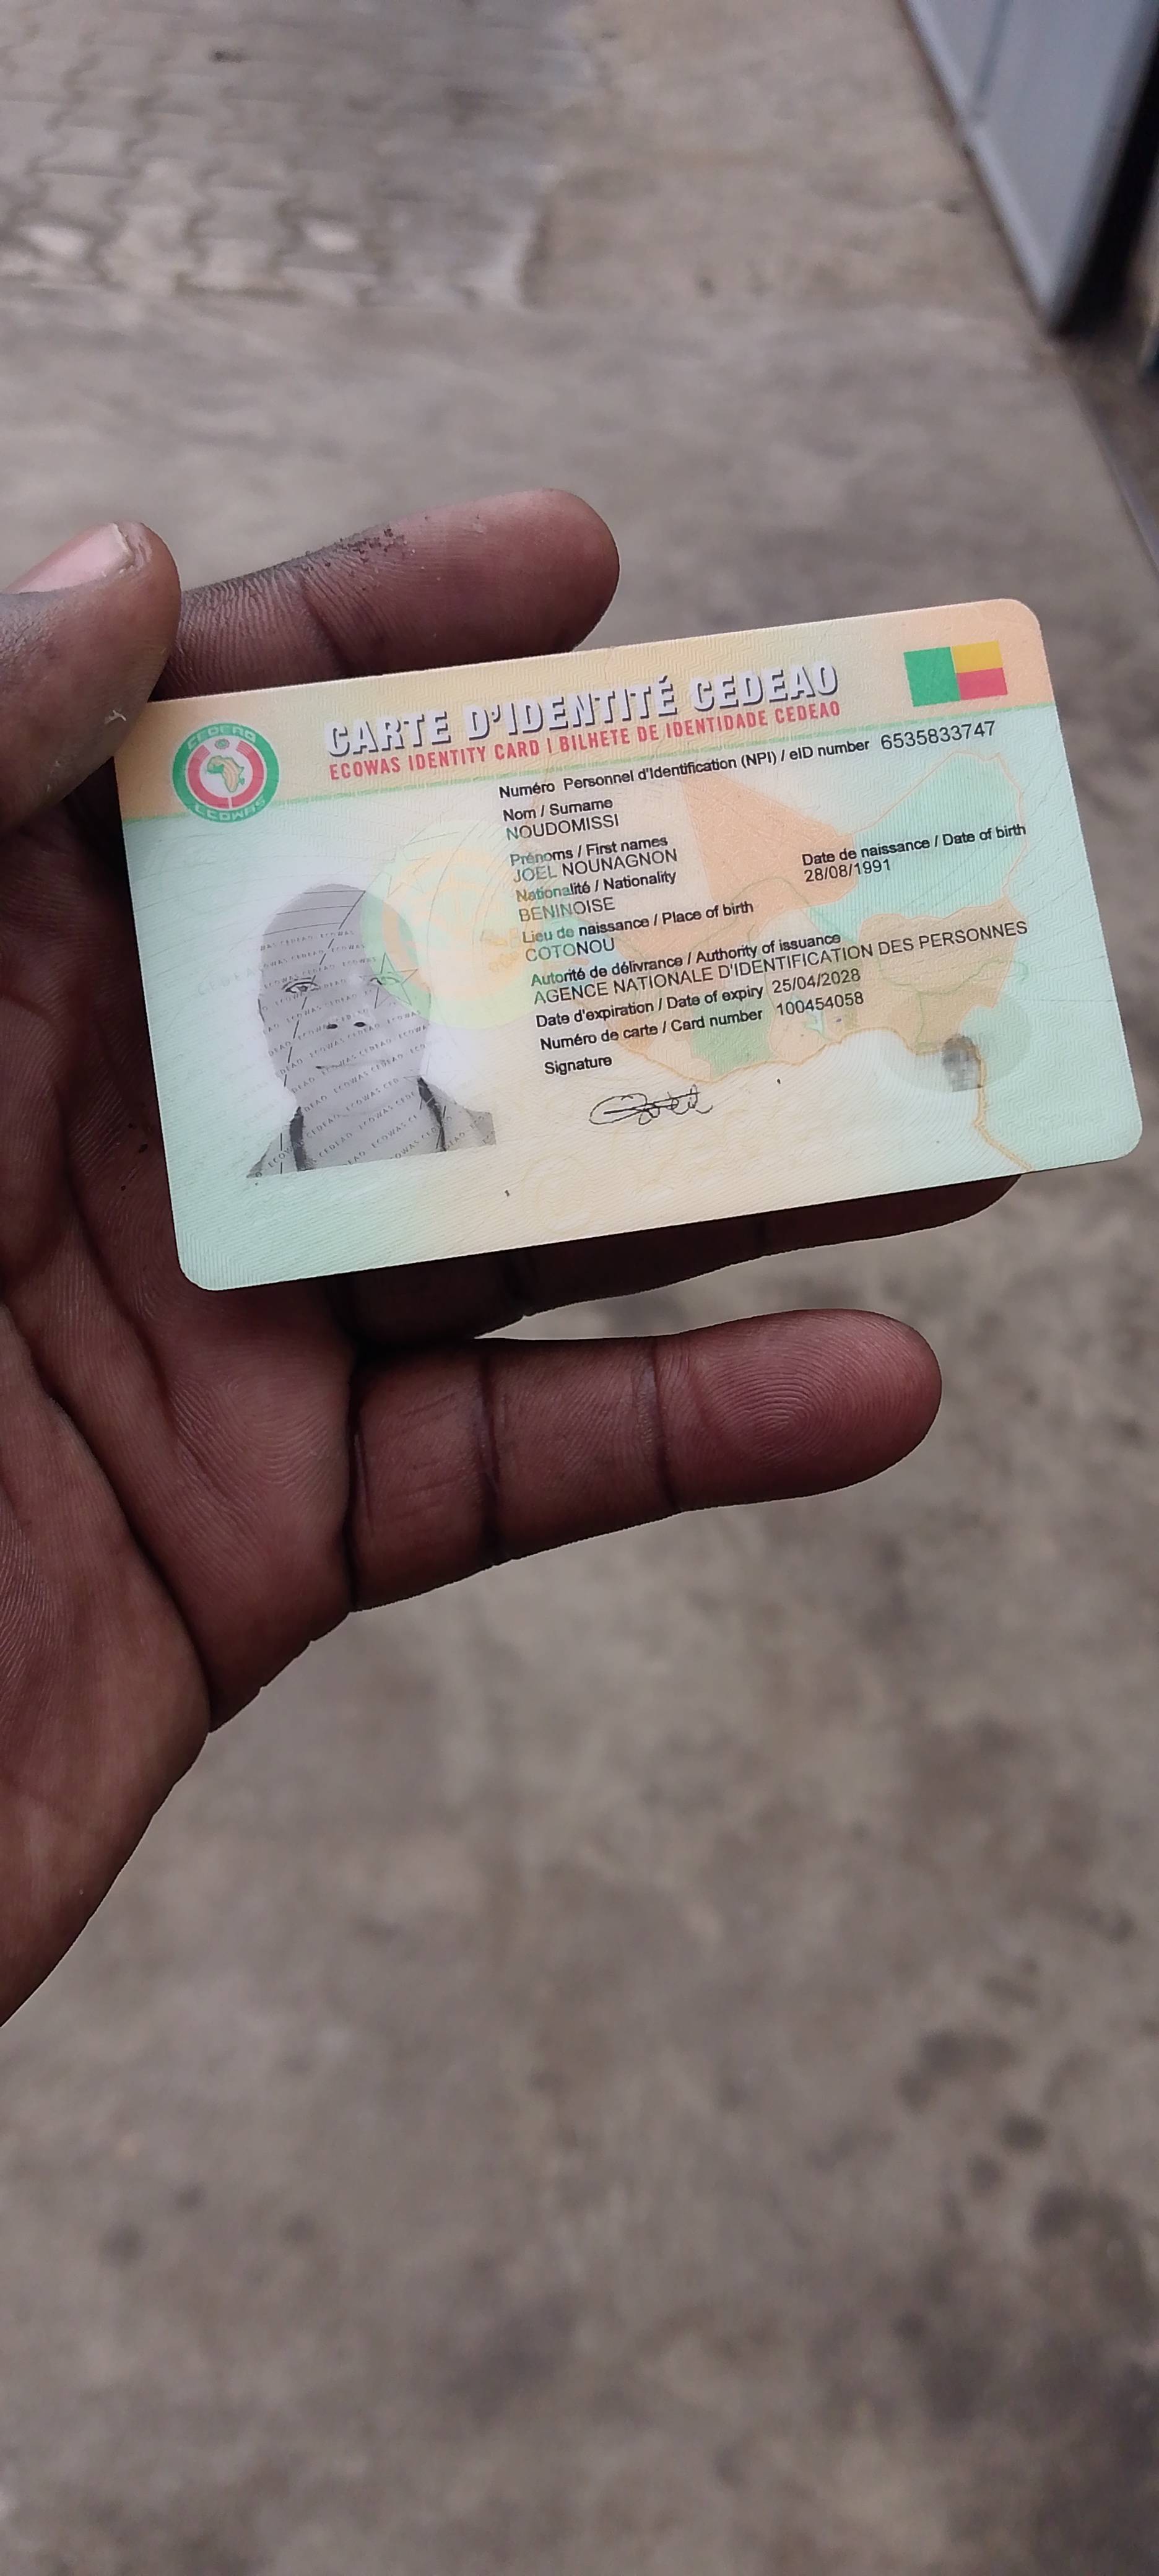 CARTE D'IDENTITÉ CEDEAO
ECOWAS IDENTITY CARD | BILHETE DE IDENTIDADE CEDEAO
CEDEAO
ECOWAS
Numéro Personnel d'Identification (NPI) / eID number 6535833747
Nom / Surname
NOUDOMISSI
Prénoms / First names
JOEL NOUNAGNON
Nationalité / Nationality
BENINOISE
Date de naissance / Date of birth
28/08/1991
Lieu de naissance / Place of birth
COTONOU
Autorité de délivrance / Authority of issuance
AGENCE NATIONALE D'IDENTIFICATION DES PERSONNES
Date d'expiration / Date of expiry 25/04/2028
Numéro de carte / Card number 100454058
Signature